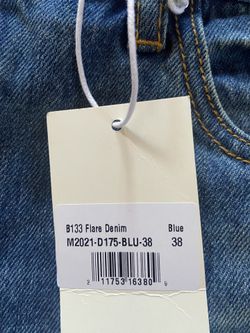 B133 Flare Denim Blue
M2021-D175-BLU-38 38
2 11753 16380 9